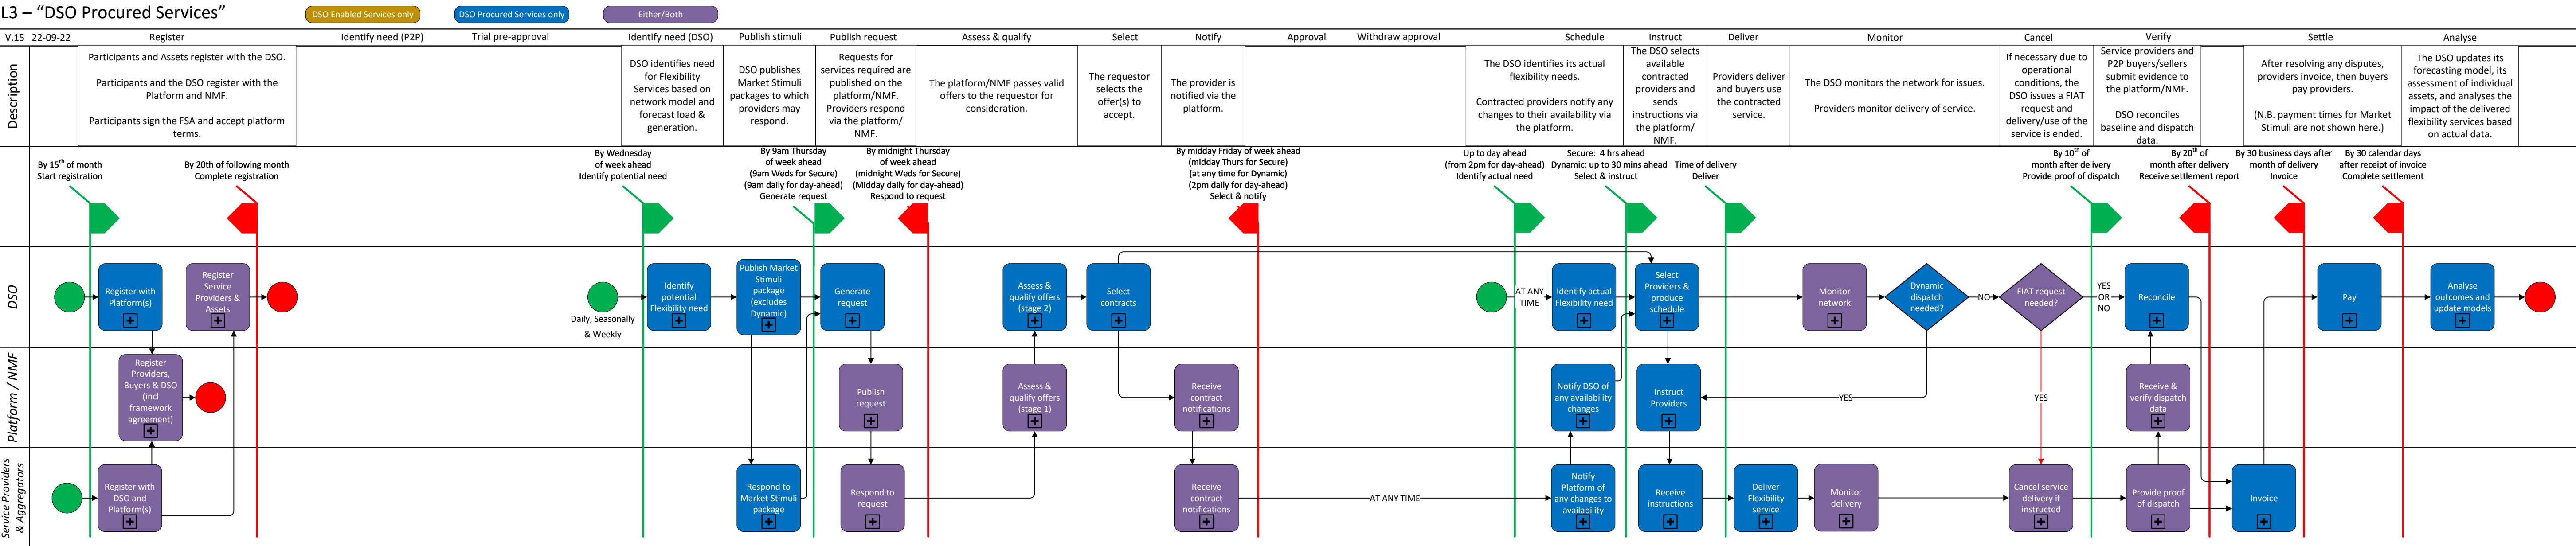 L3 – “DSO Procured Services”
DSO Enabled Services only
DSO Procured Services only
Either/Both
V.15 22-09-22
Register
Identify need (P2P)
Trial pre-approval
Identify need (DSO)
Publish stimuli
Publish request
Assess & qualify
Select
Notify
Approval
Withdraw approval
Schedule
Instruct
Deliver
Monitor
Cancel
Verify
Settle
Analyse
Description
Participants and Assets register with the DSO.
Participants and the DSO register with the
Platform and NMF.
Participants sign the FSA and accept platform
terms.
DSO identifies need
for Flexibility
Services based on
network model and
forecast load &
generation.
DSO publishes
Market Stimuli
packages to which
providers may
respond.
Requests for
services required are
published on the
platform/NMF.
Providers respond
via the platform/
NMF.
The platform/NMF passes valid
offers to the requestor for
consideration.
The requestor
selects the
offer(s) to
accept.
The provider is
notified via the
platform.
The DSO identifies its actual
flexibility needs.
Contracted providers notify any
changes to their availability via
the platform.
The DSO selects
available
contracted
providers and
sends
instructions via
the platform/
NMF.
Providers deliver
and buyers use
the contracted
service.
The DSO monitors the network for issues.
Providers monitor delivery of service.
If necessary due to
operational
conditions, the
DSO issues a FIAT
request and
delivery/use of the
service is ended.
Service providers and
P2P buyers/sellers
submit evidence to
the platform/NMF.
DSO reconciles
baseline and dispatch
data.
After resolving any disputes,
providers invoice, then buyers
pay providers.
(N.B. payment times for Market
Stimuli are not shown here.)
The DSO updates its
forecasting model, its
assessment of individual
assets, and analyses the
impact of the delivered
flexibility services based
on actual data.
By 15th of month
Start registration
By 20th of following month
Complete registration
By Wednesday
of week ahead
Identify potential need
By 9am Thursday
of week ahead
(9am Weds for Secure)
(9am daily for day-ahead)
Generate request
By midnight Thursday
of week ahead
(midnight Weds for Secure)
(Midday daily for day-ahead)
Respond to request
By midday Friday of week ahead
(midday Thurs for Secure)
(at any time for Dynamic)
(2pm daily for day-ahead)
Select & notify
Up to day ahead
(from 2pm for day-ahead)
Identify actual need
Secure: 4 hrs ahead
Dynamic: up to 30 mins ahead
Select & instruct
Time of delivery
Deliver
By 10th of
month after delivery
Provide proof of dispatch
By 20th of
month after delivery
Receive settlement report
By 30 business days after
month of delivery
Invoice
By 30 calendar days
after receipt of invoice
Complete settlement
DSO
Register with
Platform(s)
Register
Service
Providers &
Assets
Daily, Seasonally
& Weekly
Identify
potential
Flexibility need
Publish Market
Stimuli
package
(excludes
Dynamic)
Generate
request
Assess &
qualify offers
(stage 2)
Select
contracts
AT ANY
TIME
Identify actual
Flexibility need
Select
Providers &
produce
schedule
Monitor
network
Dynamic
dispatch
needed?
NO
FIAT request
needed?
YES
OR
NO
Reconcile
Pay
Analyse
outcomes and
update models
Platform / NMF
Register
Providers,
Buyers & DSO
(incl
framework
agreement)
Publish
request
Assess &
qualify offers
(stage 1)
Receive
contract
notifications
Notify DSO of
any availability
changes
Instruct
Providers
YES
YES
Receive &
verify dispatch
data
Service Providers
& Aggregators
Register with
DSO and
Platform(s)
Respond to
Market Stimuli
package
Respond to
request
Receive
contract
notifications
AT ANY TIME
Notify
Platform of
any changes to
availability
Receive
instructions
Deliver
Flexibility
service
Monitor
delivery
Cancel service
delivery if
instructed
Provide proof
of dispatch
Invoice